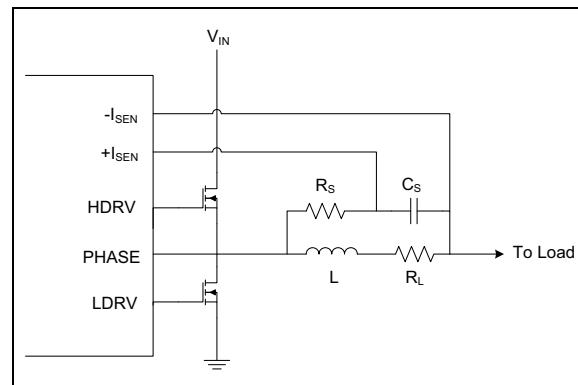 V_IN
-I_SEN
+I_SEN
R_S
C_S
HDRV
PHASE
To Load
L
R_L
LDRV